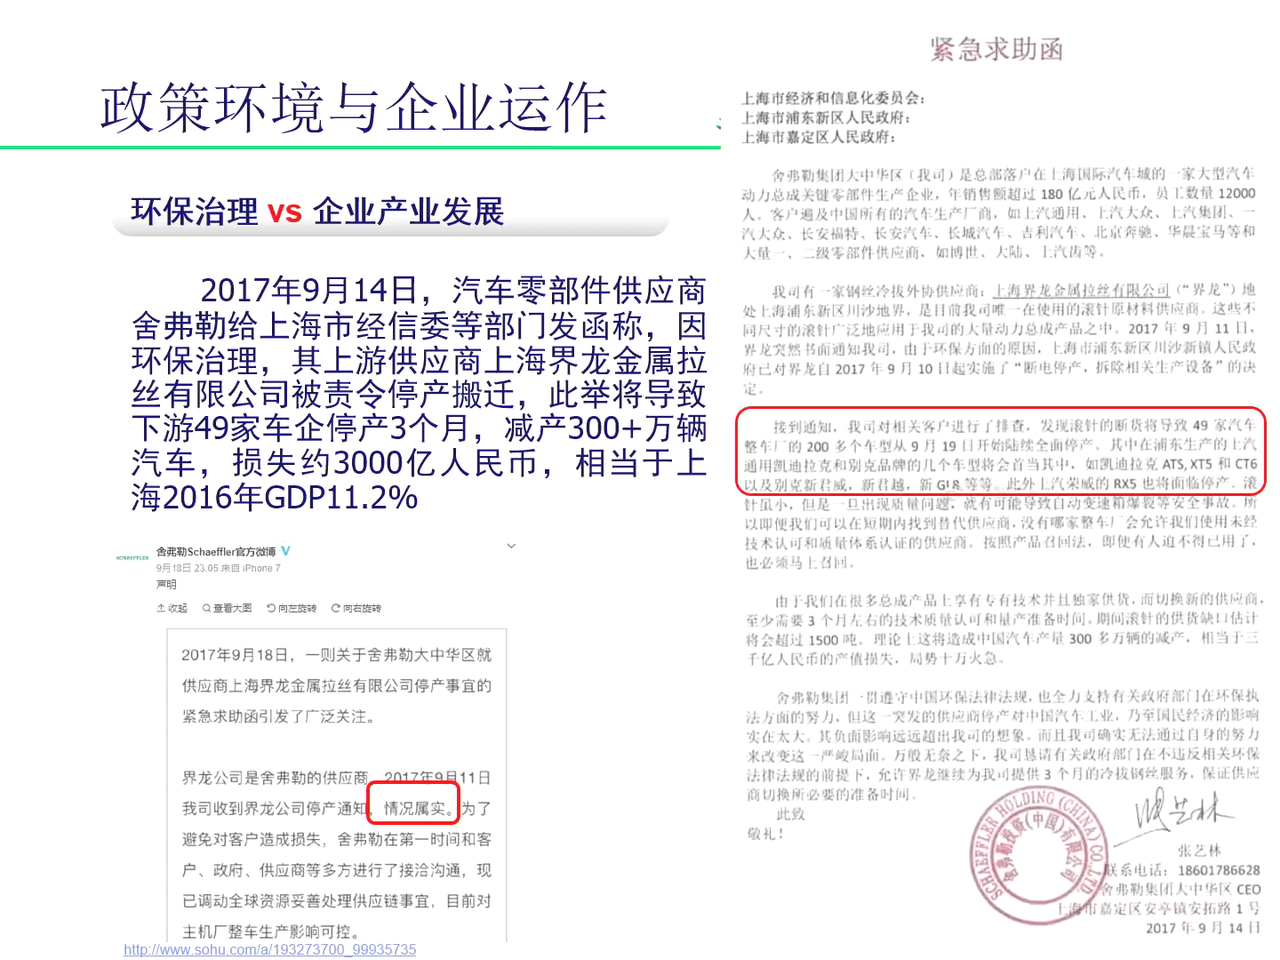 政策环境与企业运作
环保治理 vs 企业产业发展
2017年9月14日，汽车零部件供应商
舍弗勒给上海市经信委等部门发函称，因
环保治理，其上游供应商上海界龙金属拉
丝有限公司被责令停产搬迁，此举将导致
下游49家车企停产3个月，减产300+万辆
汽车，损失约3000亿人民币，相当于上
海2016年GDP11.2%
SCHAEFFLER
舍弗勒Schaeffler官方微博
9月18日 23:05 来自 iPhone 7
声明
收起 查看大图 向左旋转 向右旋转
2017年9月18日，一则关于舍弗勒大中华区就
供应商上海界龙金属拉丝有限公司停产事宜的
紧急求助函引发了广泛关注。
界龙公司是舍弗勒的供应商，2017年9月11日
我司收到界龙公司停产通知，情况属实。为了
避免对客户造成损失，舍弗勒在第一时间和客
户、政府、供应商等多方进行了接洽沟通，现
已调动全球资源妥善处理供应链事宜，目前对
主机厂整车生产影响可控。
http://www.sohu.com/a/193273700_99935735
紧急求助函
上海市经济和信息化委员会：
上海市浦东新区人民政府：
上海市嘉定区人民政府：
舍弗勒集团大中华区（我司）是总部落户在上海国际汽车城的一家大型汽车
动力总成关键零部件生产企业，年销售额超过 180 亿元人民币，员工数量 12000
人。客户遍及中国所有的汽车生产厂商，如上汽通用、上汽大众、上汽集团、一
汽大众、长安福特、长安汽车、长城汽车、吉利汽车、北京奔驰、华晨宝马等和
大量一、二级零部件供应商，如博世、大陆、上汽齿等。
我司有一家钢丝冷拔外协供应商：上海界龙金属拉丝有限公司（“界龙”）地
处上海浦东新区川沙地界，是目前我司唯一在使用的滚针原材料供应商。这些不
同尺寸的滚针广泛地应用于我司的大量动力总成产品之中。2017 年 9 月 11 日，
界龙突然书面通知我司，由于环保方面的原因，上海市浦东新区川沙新镇人民政
府已对界龙自 2017 年 9 月 10 日起实施了“断电停产，拆除相关生产设备”的决
定。
接到通知，我司对相关客户进行了排查，发现滚针的断货将导致 49 家汽车
整车厂的 200 多个车型从 9 月 19 日开始陆续全面停产。其中在浦东生产的上汽
通用凯迪拉克和别克品牌的几个车型将会首当其中，如凯迪拉克 ATS, XT5 和 CT6
以及别克新君威，新君越，新 GL8 等等。此外上汽荣威的 RX5 也将面临停产。滚
针虽小，但是一旦出现质量问题，就有可能导致自动变速箱爆裂等安全事故。所
以即便我们可以在短期内找到替代供应商，没有哪家整车厂会允许我们使用未经
技术认可和质量体系认证的供应商。按照产品召回法，即便有人迫不得已用了，
也必须马上召回。
由于我们在很多总成产品上享有专有技术并且独家供货，而切换新的供应商，
至少需要 3 个月左右的技术质量认可和量产准备时间。期间滚针的供货缺口估计
将会超过 1500 吨。理论上这将造成中国汽车产量 300 多万辆的减产，相当于三
千亿人民币的产值损失，局势十万火急。
舍弗勒集团一贯遵守中国环保法律法规，也全力支持有关政府部门在环保执
法方面的努力，但这一突发的供应商停产对中国汽车工业，乃至国民经济的影响
实在太大。其负面影响远远超出我司的想象。而且我司确实无法通过自身的努力
来改变这一严峻局面。万般无奈之下，我司恳请有关政府部门在不违反相关环保
法律法规的前提下，允许界龙继续为我司提供 3 个月的冷拔钢丝服务，保证供应
商切换所必要的准备时间。
此致
敬礼！
SCHAEFFLER HOLDING (CHINA) CO., LTD.
舍弗勒投资(中国)有限公司
张艺林
张艺林
联系电话：18601786628
舍弗勒集团大中华区 CEO
上海市嘉定区安亭镇安拓路 1 号
2017 年 9 月 14 日